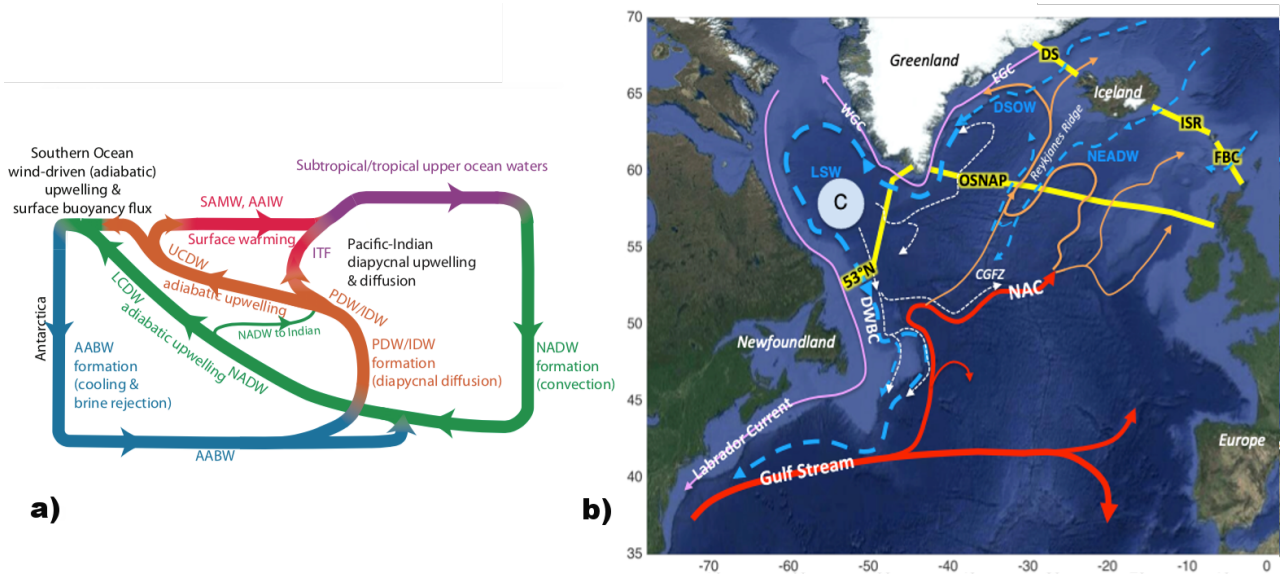 Southern Ocean
wind-driven (adiabatic)
upwelling &
surface buoyancy flux
Subtropical/tropical upper ocean waters
SAMW, AAIW
Surface warming
ITF
Pacific-Indian
diapycnal upwelling
& diffusion
UCDW
adiabatic upwelling
PDW/IDW
LCDW
adiabatic upwelling
NADW
NADW to Indian
Antarctica
AABW
formation
(cooling &
brine rejection)
PDW/IDW
formation
(diapycnal diffusion)
NADW
formation
(convection)
AABW
a)
b)
70
65
60
55
50
45
40
35
-70
-60
-50
-40
-30
-20
-10
0
Greenland
DS
EGC
Iceland
WGC
DSOW
Reykjanes Ridge
ISR
NEADW
FBC
LSW
OSNAP
C
53°N
CGFZ
NAC
DWBC
Newfoundland
Labrador Current
Gulf Stream
Europe